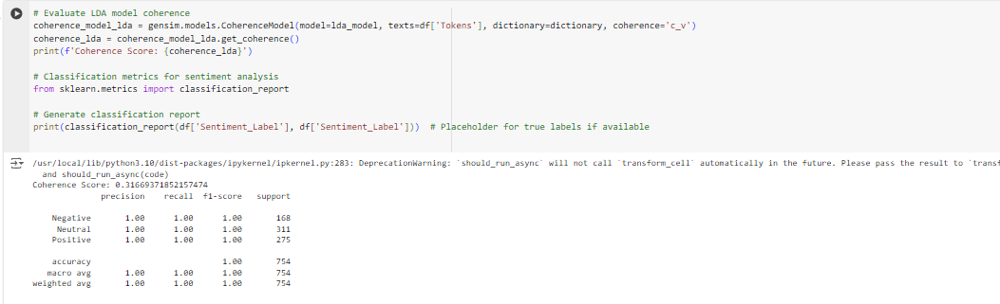 # Evaluate LDA model coherence
coherence_model_lda = gensim.models.CoherenceModel(model=lda_model, texts=df['Tokens'], dictionary=dictionary, coherence='c_v')
coherence_lda = coherence_model_lda.get_coherence()
print(f'Coherence Score: {coherence_lda}')
# Classification metrics for sentiment analysis
from sklearn.metrics import classification_report
# Generate classification report
print(classification_report(df['Sentiment_Label'], df['Sentiment_Label'])) # Placeholder for true labels if available
/usr/local/lib/python3.10/dist-packages/ipykernel/ipkernel.py:283: DeprecationWarning: `should_run_async` will not call `transform_cell` automatically in the future. Please pass the result to `transf
and should_run_async(code)
Coherence Score: 0.31669371852157474
precision recall f1-score support
Negative 1.00 1.00 1.00 168
Neutral 1.00 1.00 1.00 311
Positive 1.00 1.00 1.00 275
accuracy 1.00 754
macro avg 1.00 1.00 1.00 754
weighted avg 1.00 1.00 1.00 754